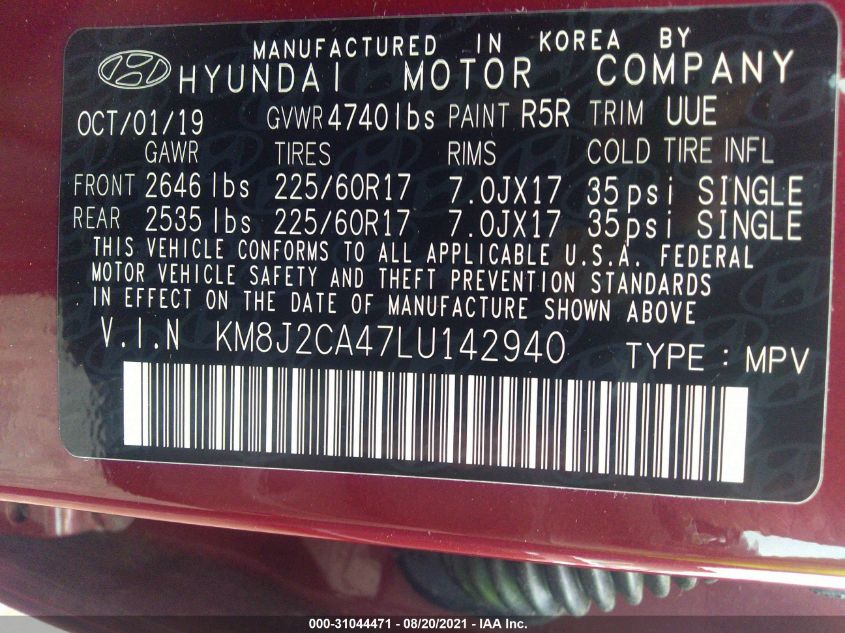 MANUFACTURED IN KOREA BY
HYUNDAI MOTOR COMPANY
OCT/01/19 GVWR 4740lbs PAINT R5R TRIM UUE
GAWR TIRES RIMS COLD TIRE INFL
FRONT 2646 lbs 225/60R17 7.0JX17 35psi SINGLE
REAR 2535 lbs 225/60R17 7.0JX17 35psi SINGLE
THIS VEHICLE CONFORMS TO ALL APPLICABLE U.S.A. FEDERAL
MOTOR VEHICLE SAFETY AND THEFT PREVENTION STANDARDS
IN EFFECT ON THE DATE OF MANUFACTURE SHOWN ABOVE
V.I.N KM8J2CA47LU142940 TYPE : MPV
000-31044471 - 08/20/2021 - IAA Inc.